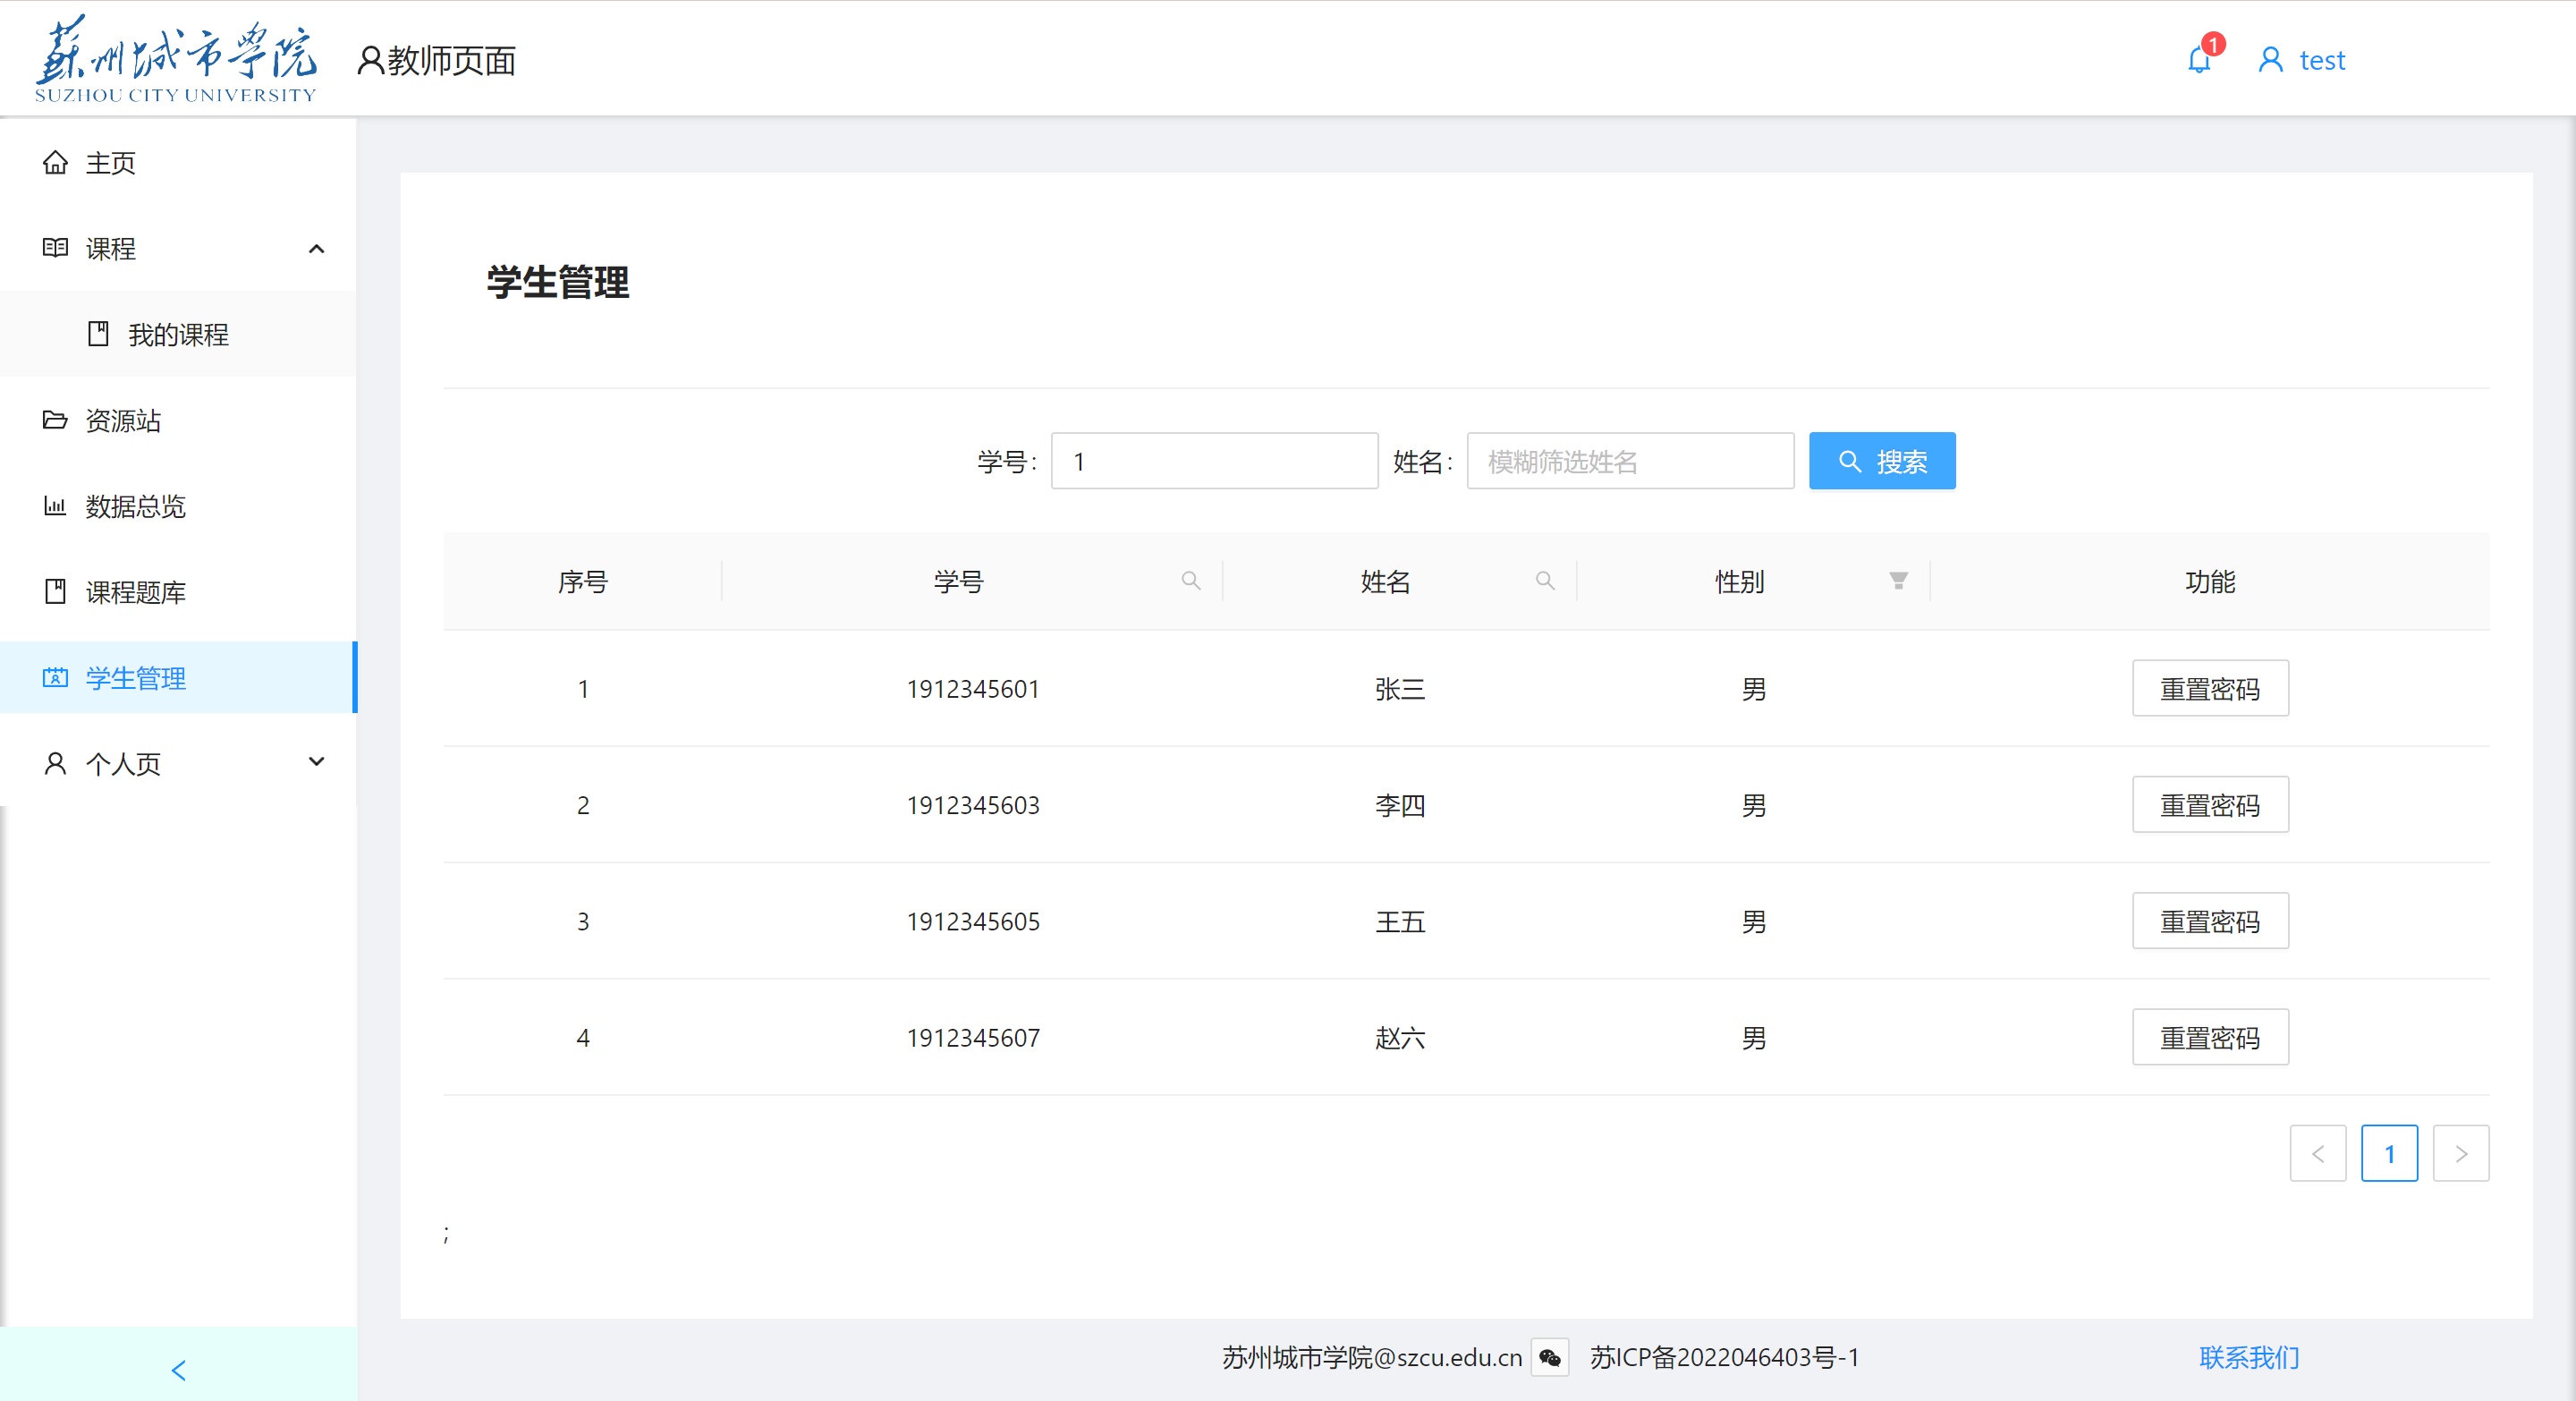 蘇州城市學院
SUZHOU CITY UNIVERSITY
教师页面
1
test
主页
课程
我的课程
资源站
数据总览
课程题库
学生管理
个人页
学生管理
学号: 1 姓名: 模糊筛选姓名 搜索
序号 学号 姓名 性别 功能
1 1912345601 张三 男 重置密码
2 1912345603 李四 男 重置密码
3 1912345605 王五 男 重置密码
4 1912345607 赵六 男 重置密码
< 1 >
;
<
苏州城市学院@szcu.edu.cn 苏ICP备2022046403号-1 联系我们